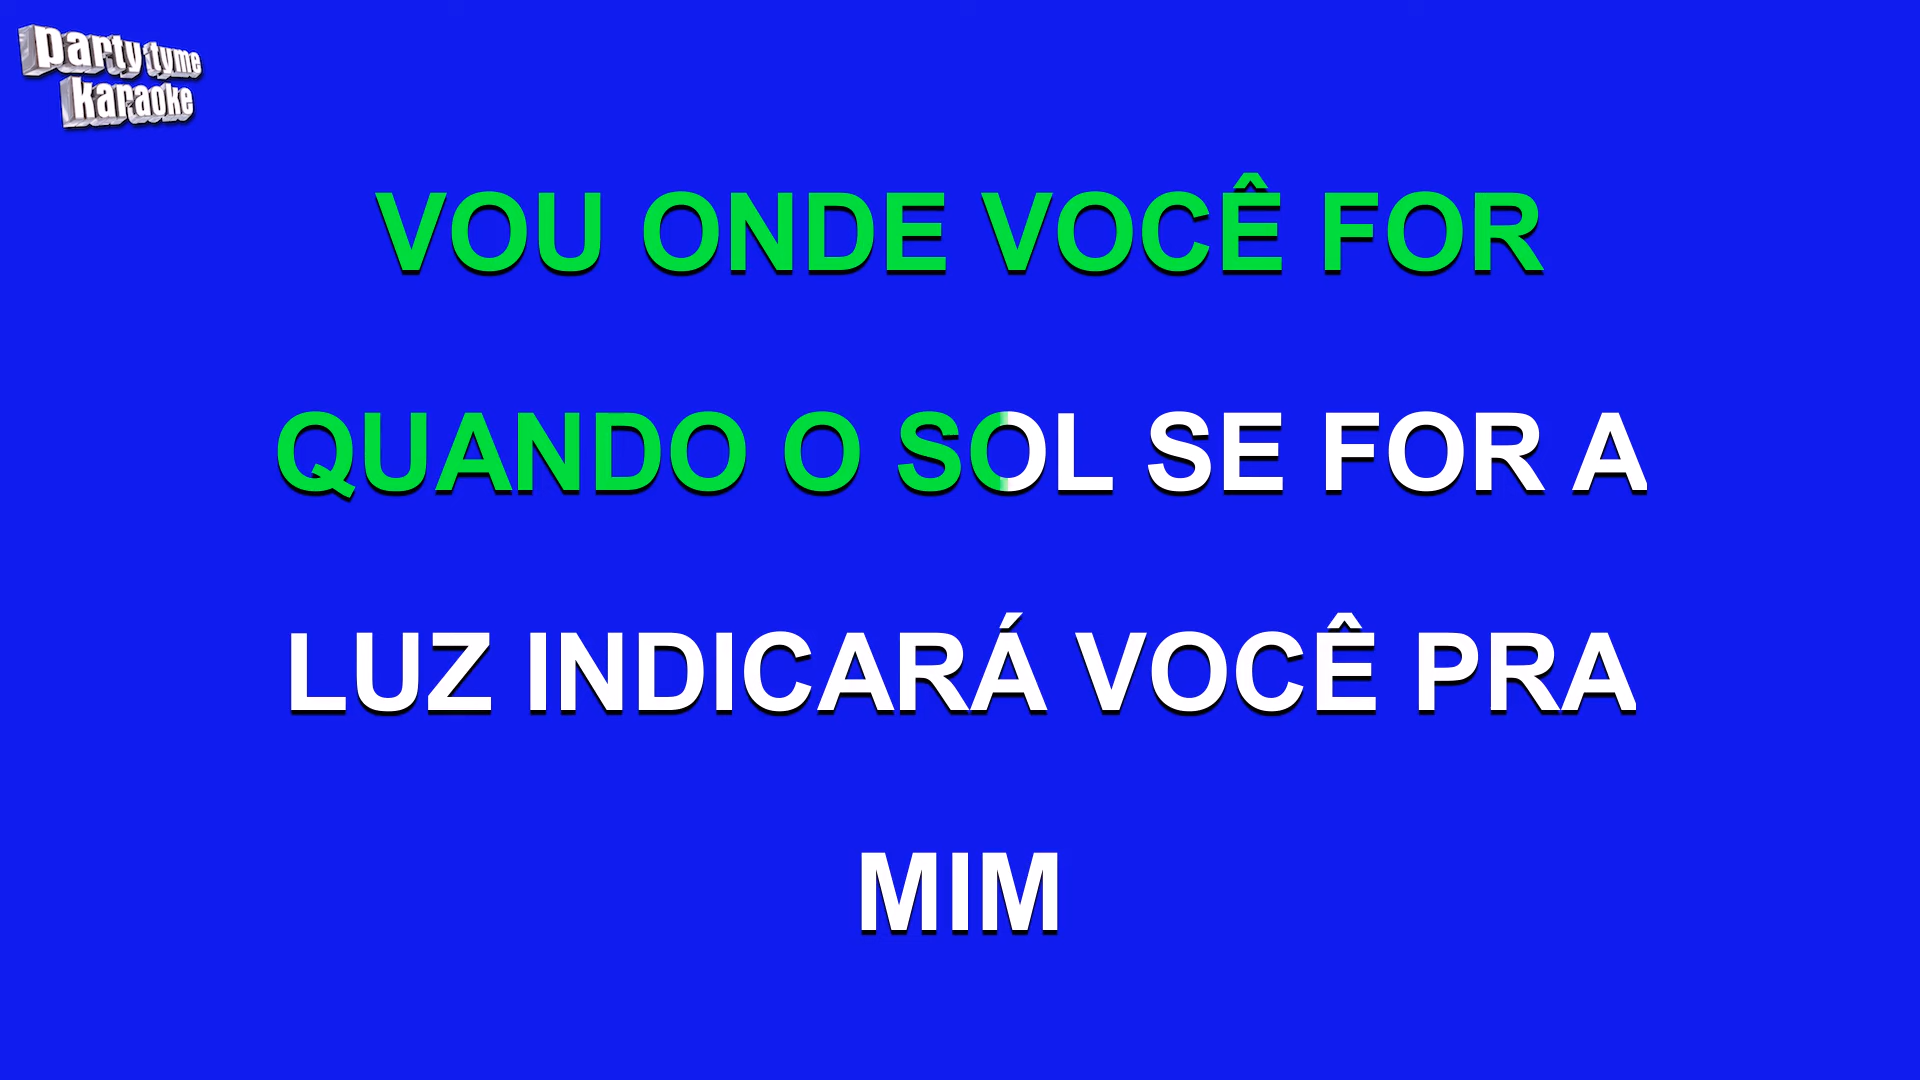 party tyme
karaoke
VOU ONDE VOCÊ FOR
QUANDO O SOL SE FOR A
LUZ INDICARÁ VOCÊ PRA
MIM